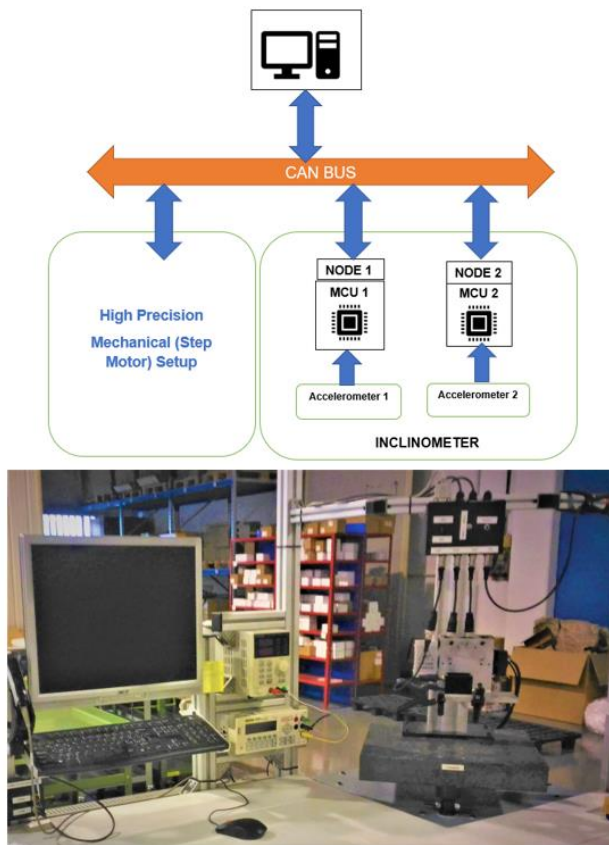 CAN BUS
High Precision
Mechanical (Step
Motor) Setup
NODE 1
MCU 1
Accelerometer 1
NODE 2
MCU 2
Accelerometer 2
INCLINOMETER